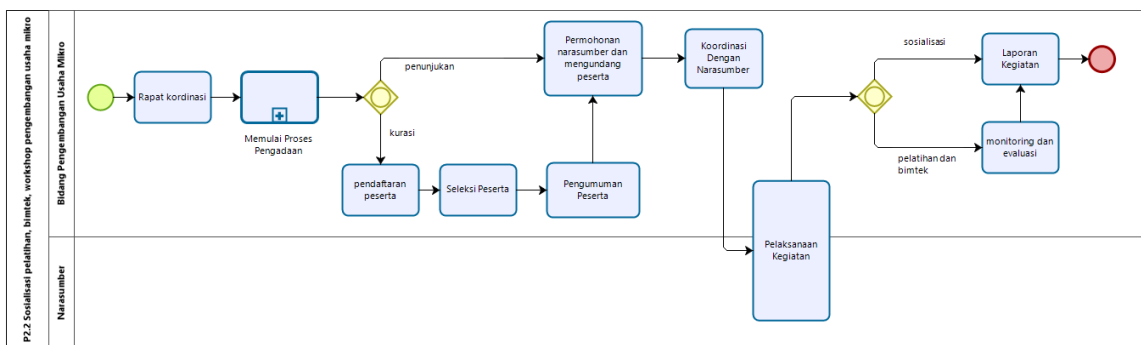 P2.2 Sosialisasi pelatihan, bimtek, workshop pengembangan usaha mikro
Bidang Pengembangan Usaha Mikro
Rapat kordinasi
Memulai Proses
Pengadaan
penunjukan
kurasi
pendaftaran
peserta
Seleksi Peserta
Pengumuman
Peserta
Permohonan
narasumber dan
mengundang
peserta
Koordinasi
Dengan
Narasumber
sosialisasi
pelatihan dan
bimtek
Laporan
Kegiatan
monitoring dan
evaluasi
Narasumber
Pelaksanaan
Kegiatan